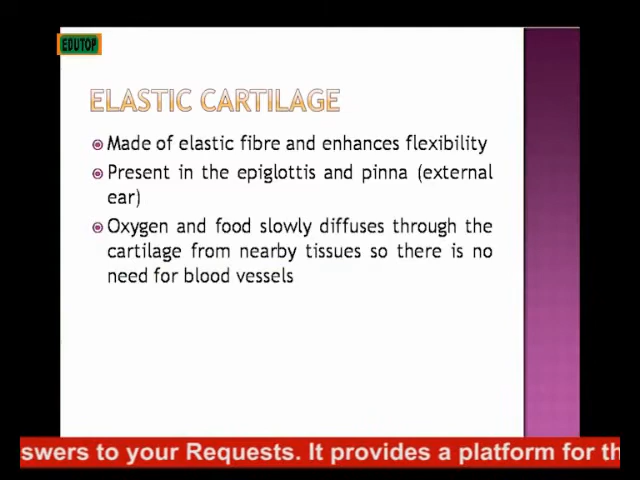 EDUTOP
ELASTIC CARTILAGE
Made of elastic fibre and enhances flexibility
Present in the epiglottis and pinna (external
ear)
Oxygen and food slowly diffuses through the
cartilage from nearby tissues so there is no
need for blood vessels
swers to your Requests. It provides a platform for th